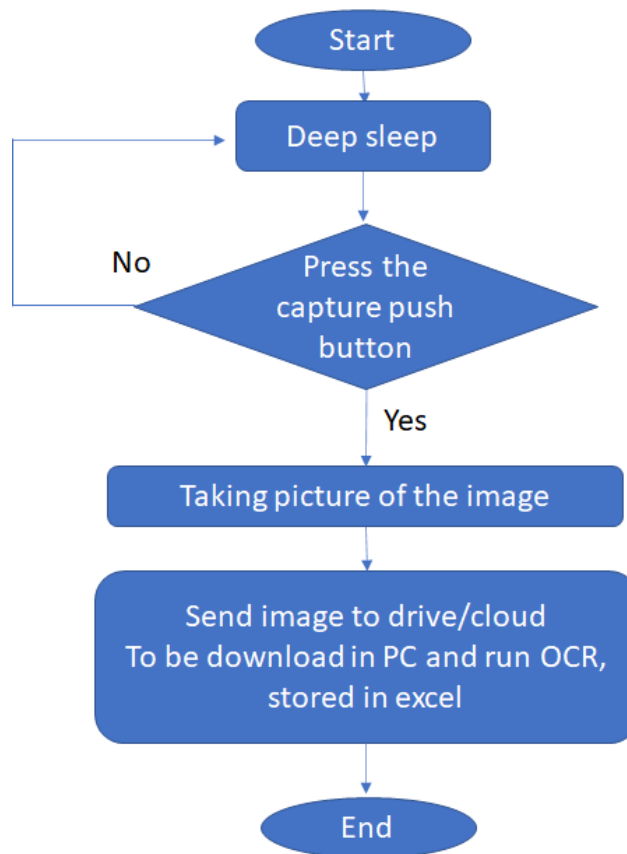 Start
Deep sleep
No
Press the
capture push
button
Yes
Taking picture of the image
Send image to drive/cloud
To be download in PC and run OCR,
stored in excel
End